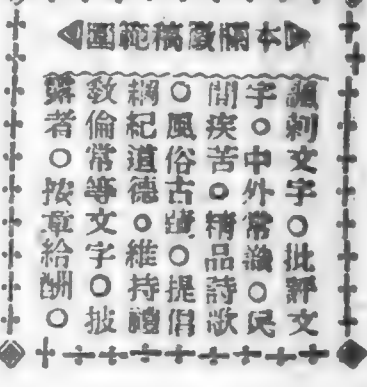 本欄徵稿範圍
諷刺文字○批評文
字○中外常識○民
間疾苦○精品詩歌
○風俗古蹟○提倡
綱紀道德○維持禮
敎倫常等文字○披
露者○按章給酬○